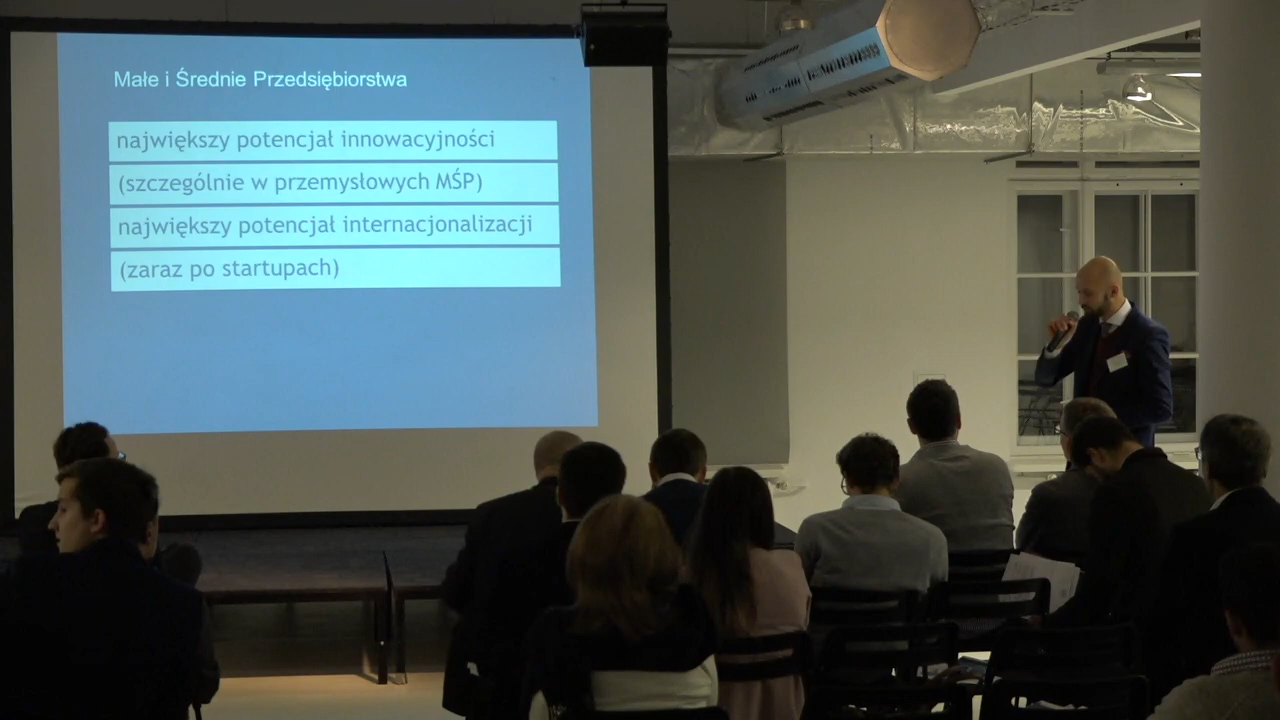 Małe i Średnie Przedsiębiorstwa
największy potencjał innowacyjności
(szczególnie w przemysłowych MŚP)
największy potencjał internacjonalizacji
(zaraz po startupach)